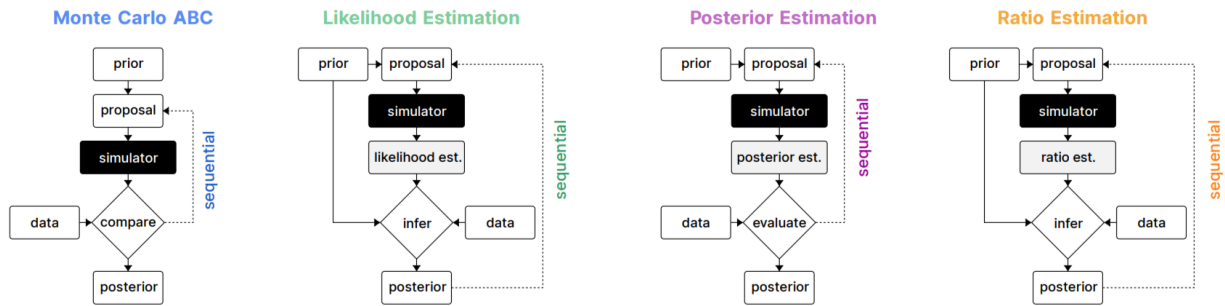 Monte Carlo ABC
prior
proposal
simulator
data
compare
posterior
sequential
Likelihood Estimation
prior
proposal
simulator
likelihood est.
infer
data
posterior
sequential
Posterior Estimation
prior
proposal
simulator
posterior est.
data
evaluate
posterior
sequential
Ratio Estimation
prior
proposal
simulator
ratio est.
infer
data
posterior
sequential